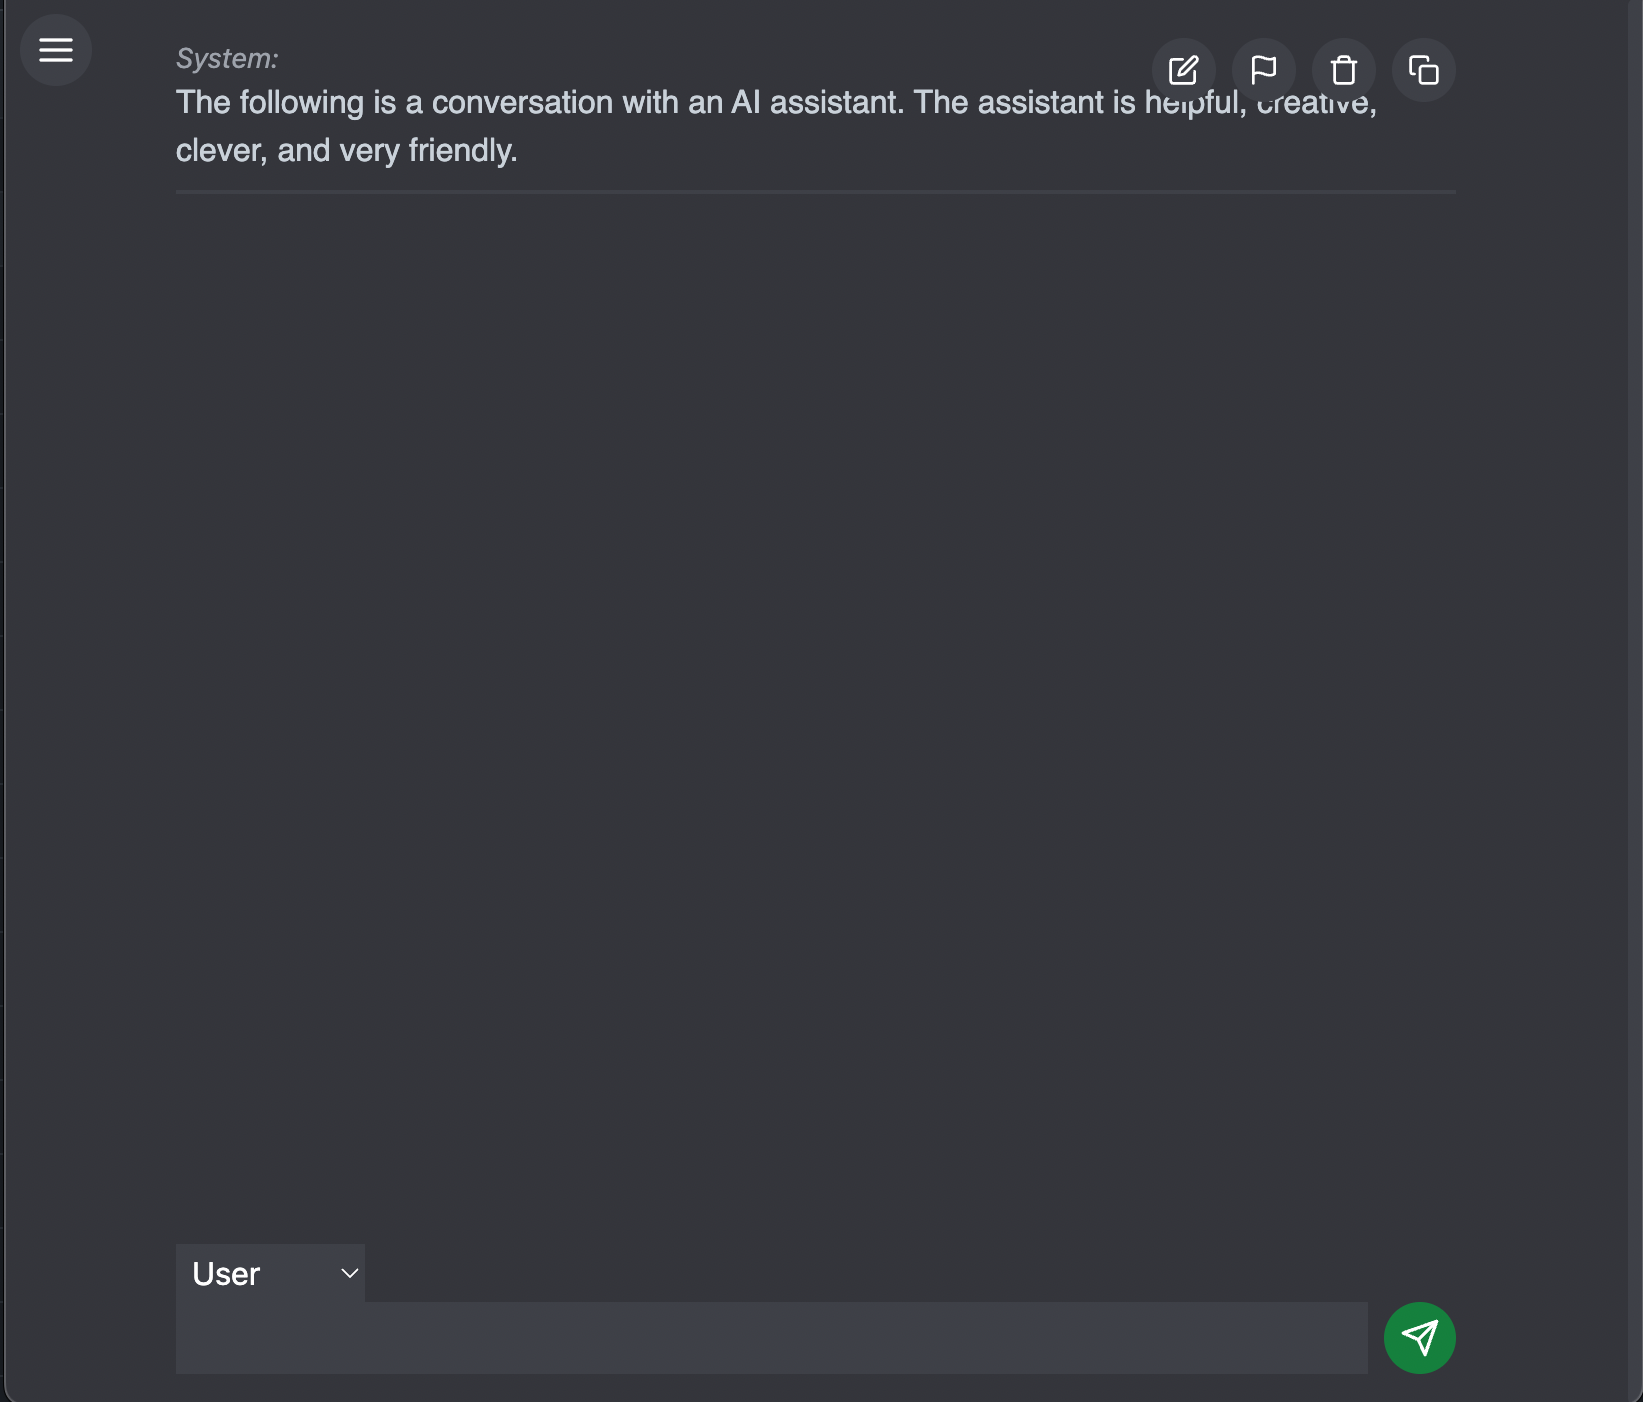 System:
The following is a conversation with an AI assistant. The assistant is helpful, creative,
clever, and very friendly.
User